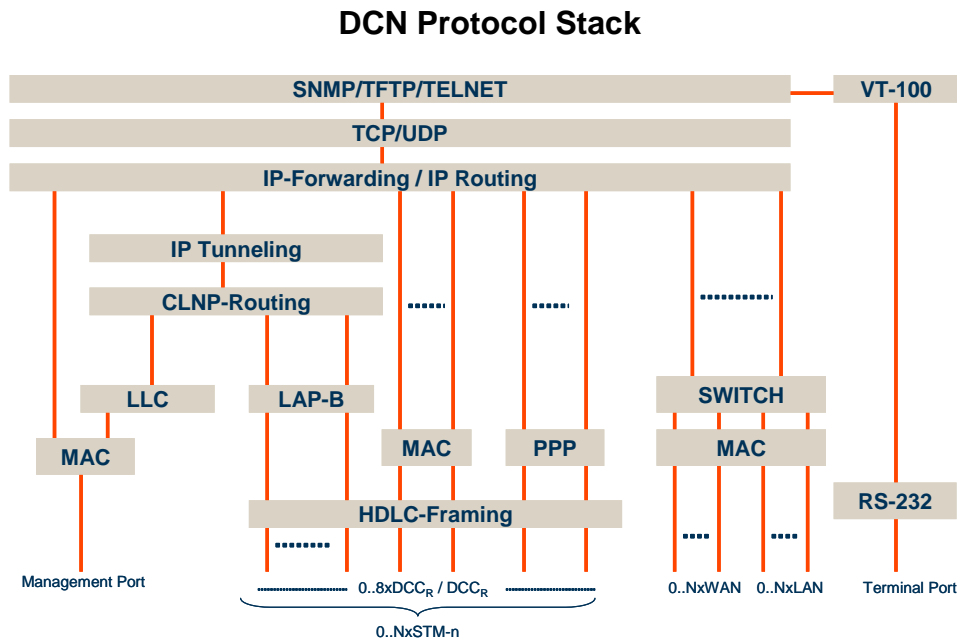 DCN Protocol Stack
SNMP/TFTP/TELNET
VT-100
TCP/UDP
IP-Forwarding / IP Routing
IP Tunneling
CLNP-Routing
LLC
LAP-B
SWITCH
MAC
MAC
PPP
MAC
RS-232
HDLC-Framing
Management Port
0..8xDCCR / DCCR
0..NxWAN
0..NxLAN
Terminal Port
0..NxSTM-n